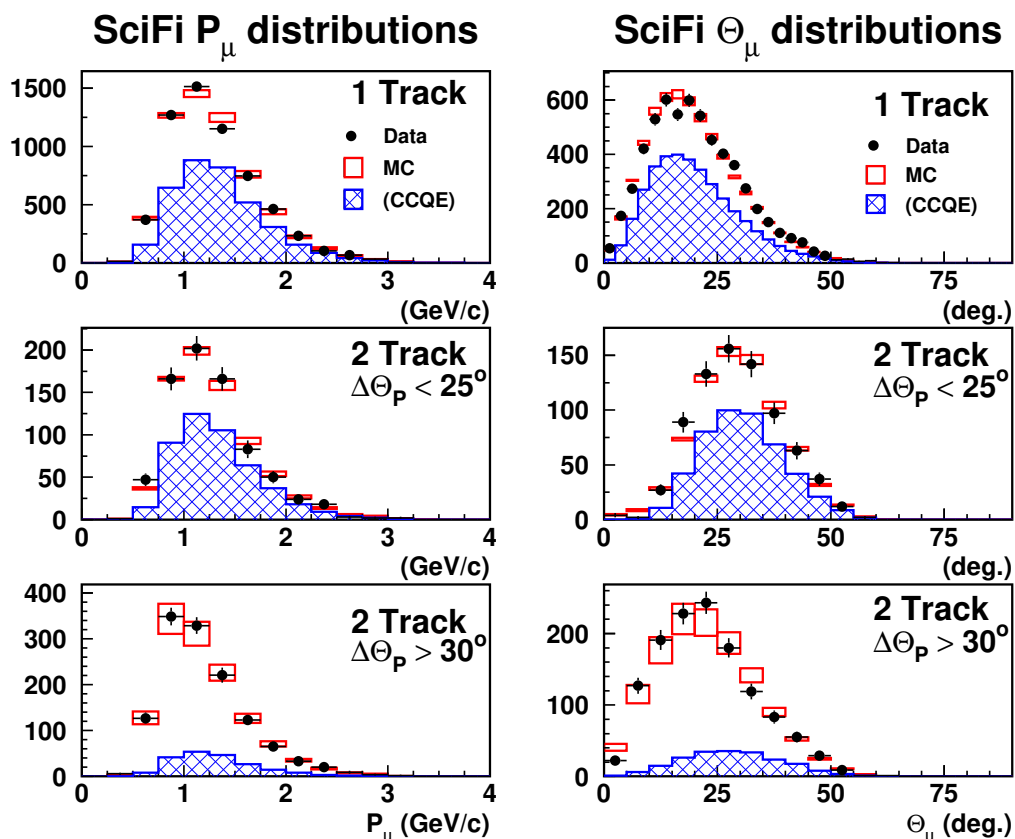 SciFi Pμ distributions
SciFi Θμ distributions
1500
1000
500
0
1 Track
Data
MC
(CCQE)
0 1 2 3 4
(GeV/c)
600
400
200
0
1 Track
Data
MC
(CCQE)
0 25 50 75
(deg.)
200
150
100
50
0
2 Track
ΔΘP < 25°
0 1 2 3 4
(GeV/c)
150
100
50
0
2 Track
ΔΘP < 25°
0 25 50 75
(deg.)
400
300
200
100
0
2 Track
ΔΘP > 30°
0 1 2 3 4
Pμ (GeV/c)
200
100
0
2 Track
ΔΘP > 30°
0 25 50 75
Θμ (deg.)